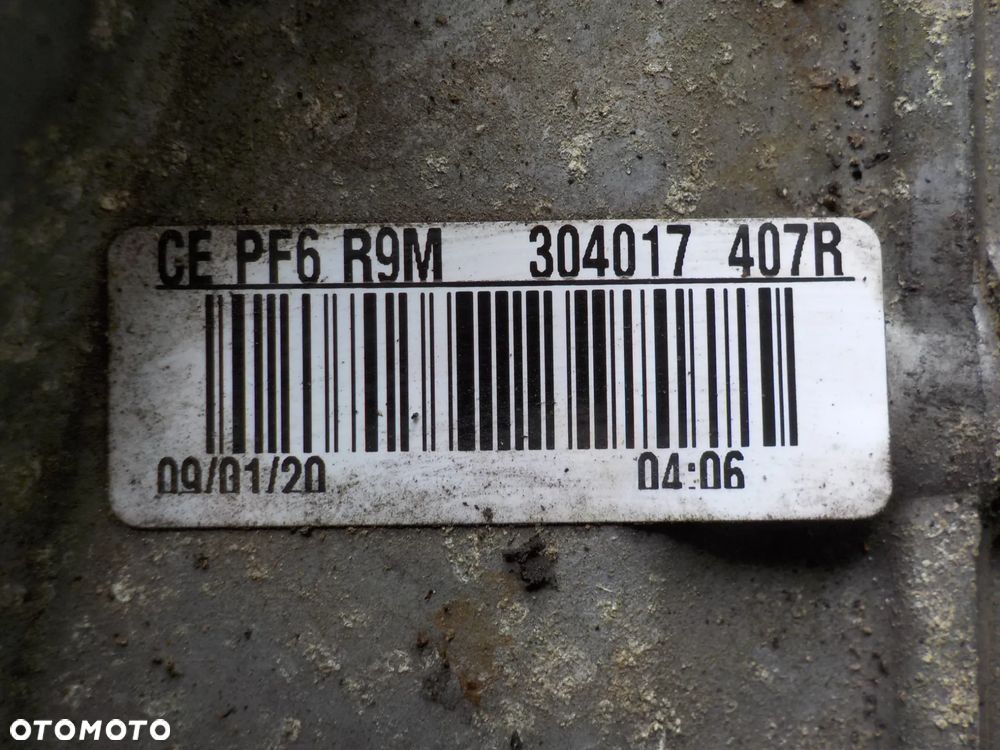 CE PF6 R9M 304017 407R
09/01/20 04:06
OTOMOTO